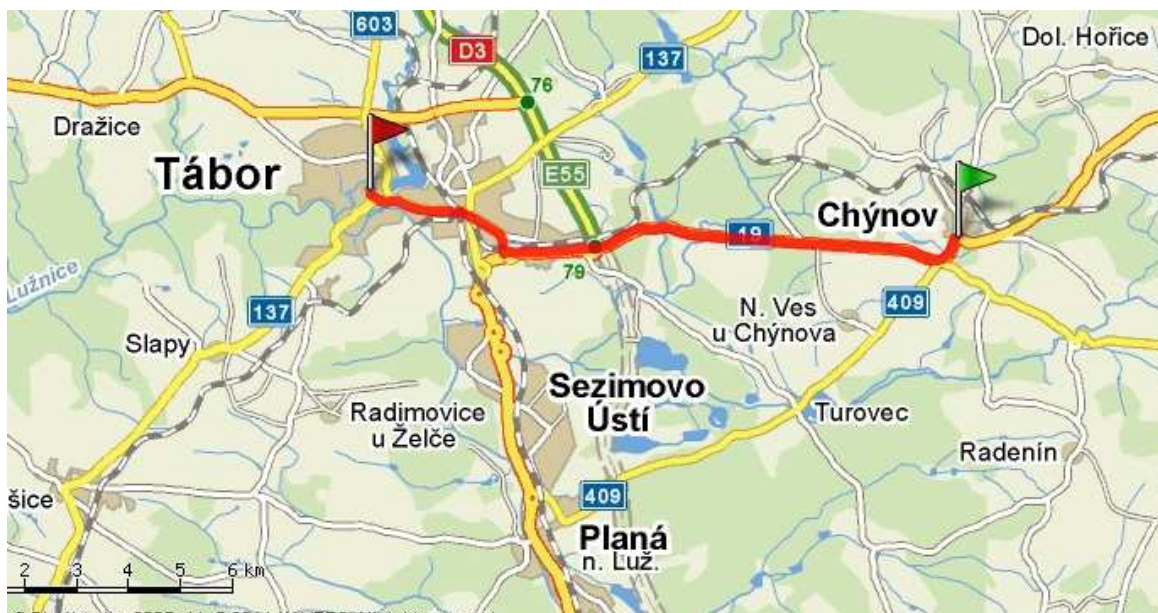 603
D3
76
137
Dol. Hořice
Dražice
Tábor
E55
Chýnov
19
79
Lužnice
137
409
N. Ves
u Chýnova
Slapy
Sezimovo
Ústí
Radimovice
u Želče
Turovec
Radenín
šice
409
Planá
n. Luž.
2 3 4 5 6 km